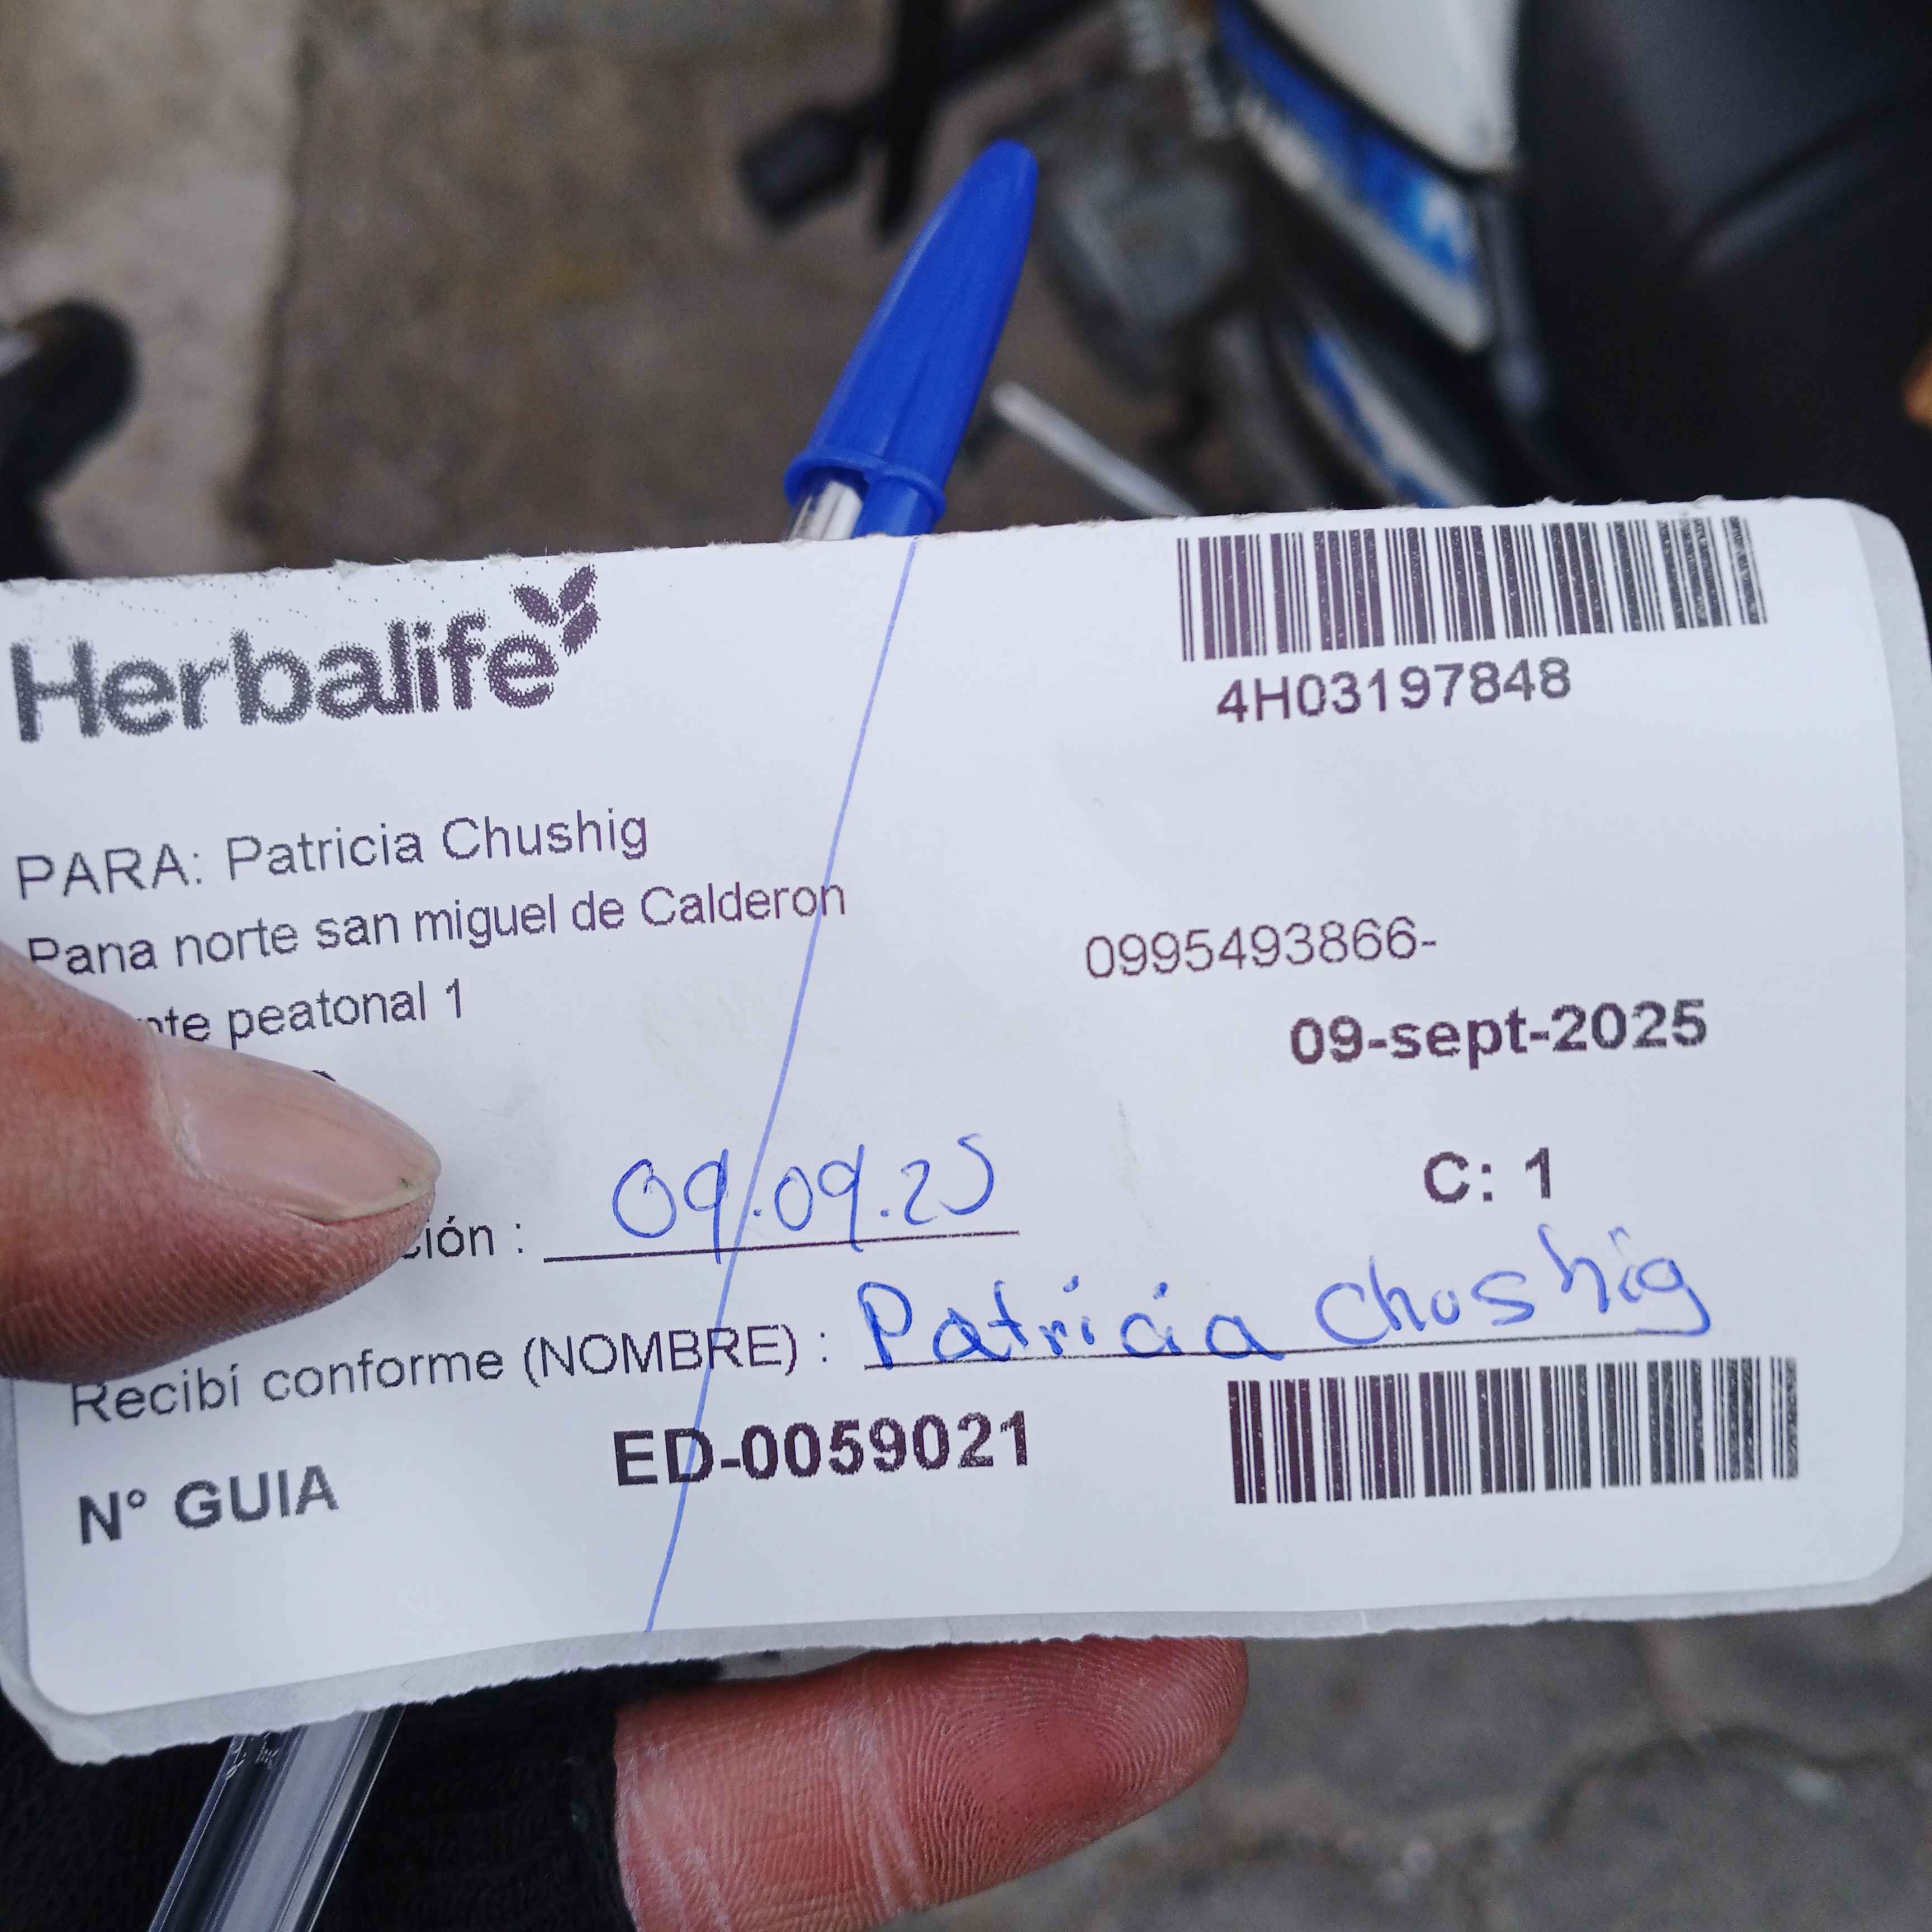 Herbalife
4H03197848
PARA: Patricia Chushig
Pana norte san miguel de Calderon
peatonal 1
0995493866-
09-sept-2025
C: 1
: 09.09.25
Recibí conforme (NOMBRE) : Patricia Chushig
N° GUIA ED-0059021